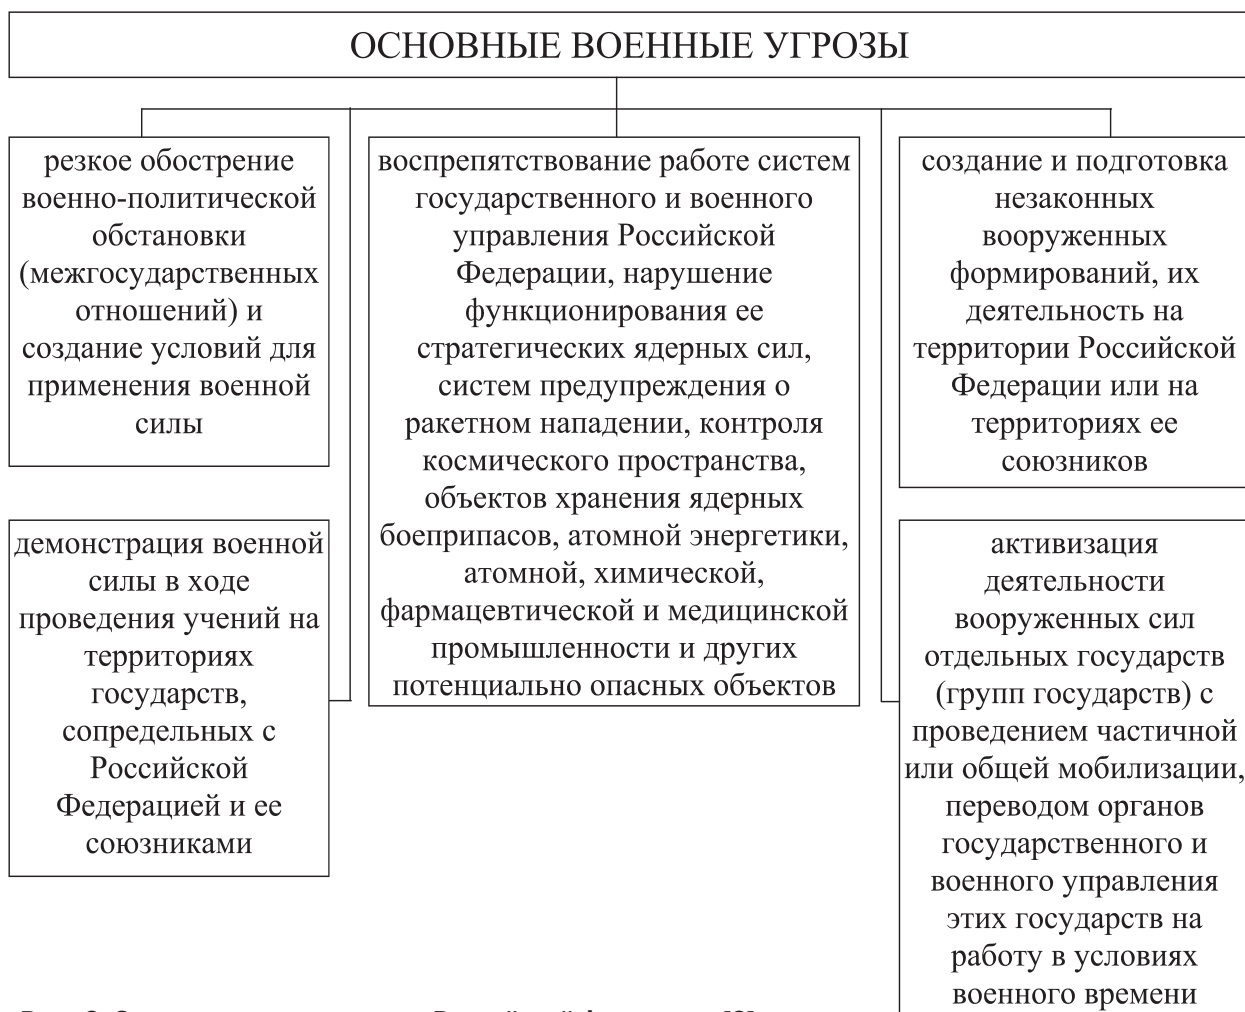 ОСНОВНЫЕ ВОЕННЫЕ УГРОЗЫ
резкое обострение
военно-политической
обстановки
(межгосударственных
отношений) и
создание условий для
применения военной
силы
воспрепятствование работе систем
государственного и военного
управления Российской
Федерации, нарушение
функционирования ее
стратегических ядерных сил,
систем предупреждения о
ракетном нападении, контроля
космического пространства,
объектов хранения ядерных
боеприпасов, атомной энергетики,
атомной, химической,
фармацевтической и медицинской
промышленности и других
потенциально опасных объектов
создание и подготовка
незаконных
вооруженных
формирований, их
деятельность на
территории Российской
Федерации или на
территориях ее
союзников
демонстрация военной
силы в ходе
проведения учений на
территориях
государств,
сопредельных с
Российской
Федерацией и ее
союзниками
активизация
деятельности
вооруженных сил
отдельных государств
(групп государств) с
проведением частичной
или общей мобилизации,
переводом органов
государственного и
военного управления
этих государств на
работу в условиях
военного времени